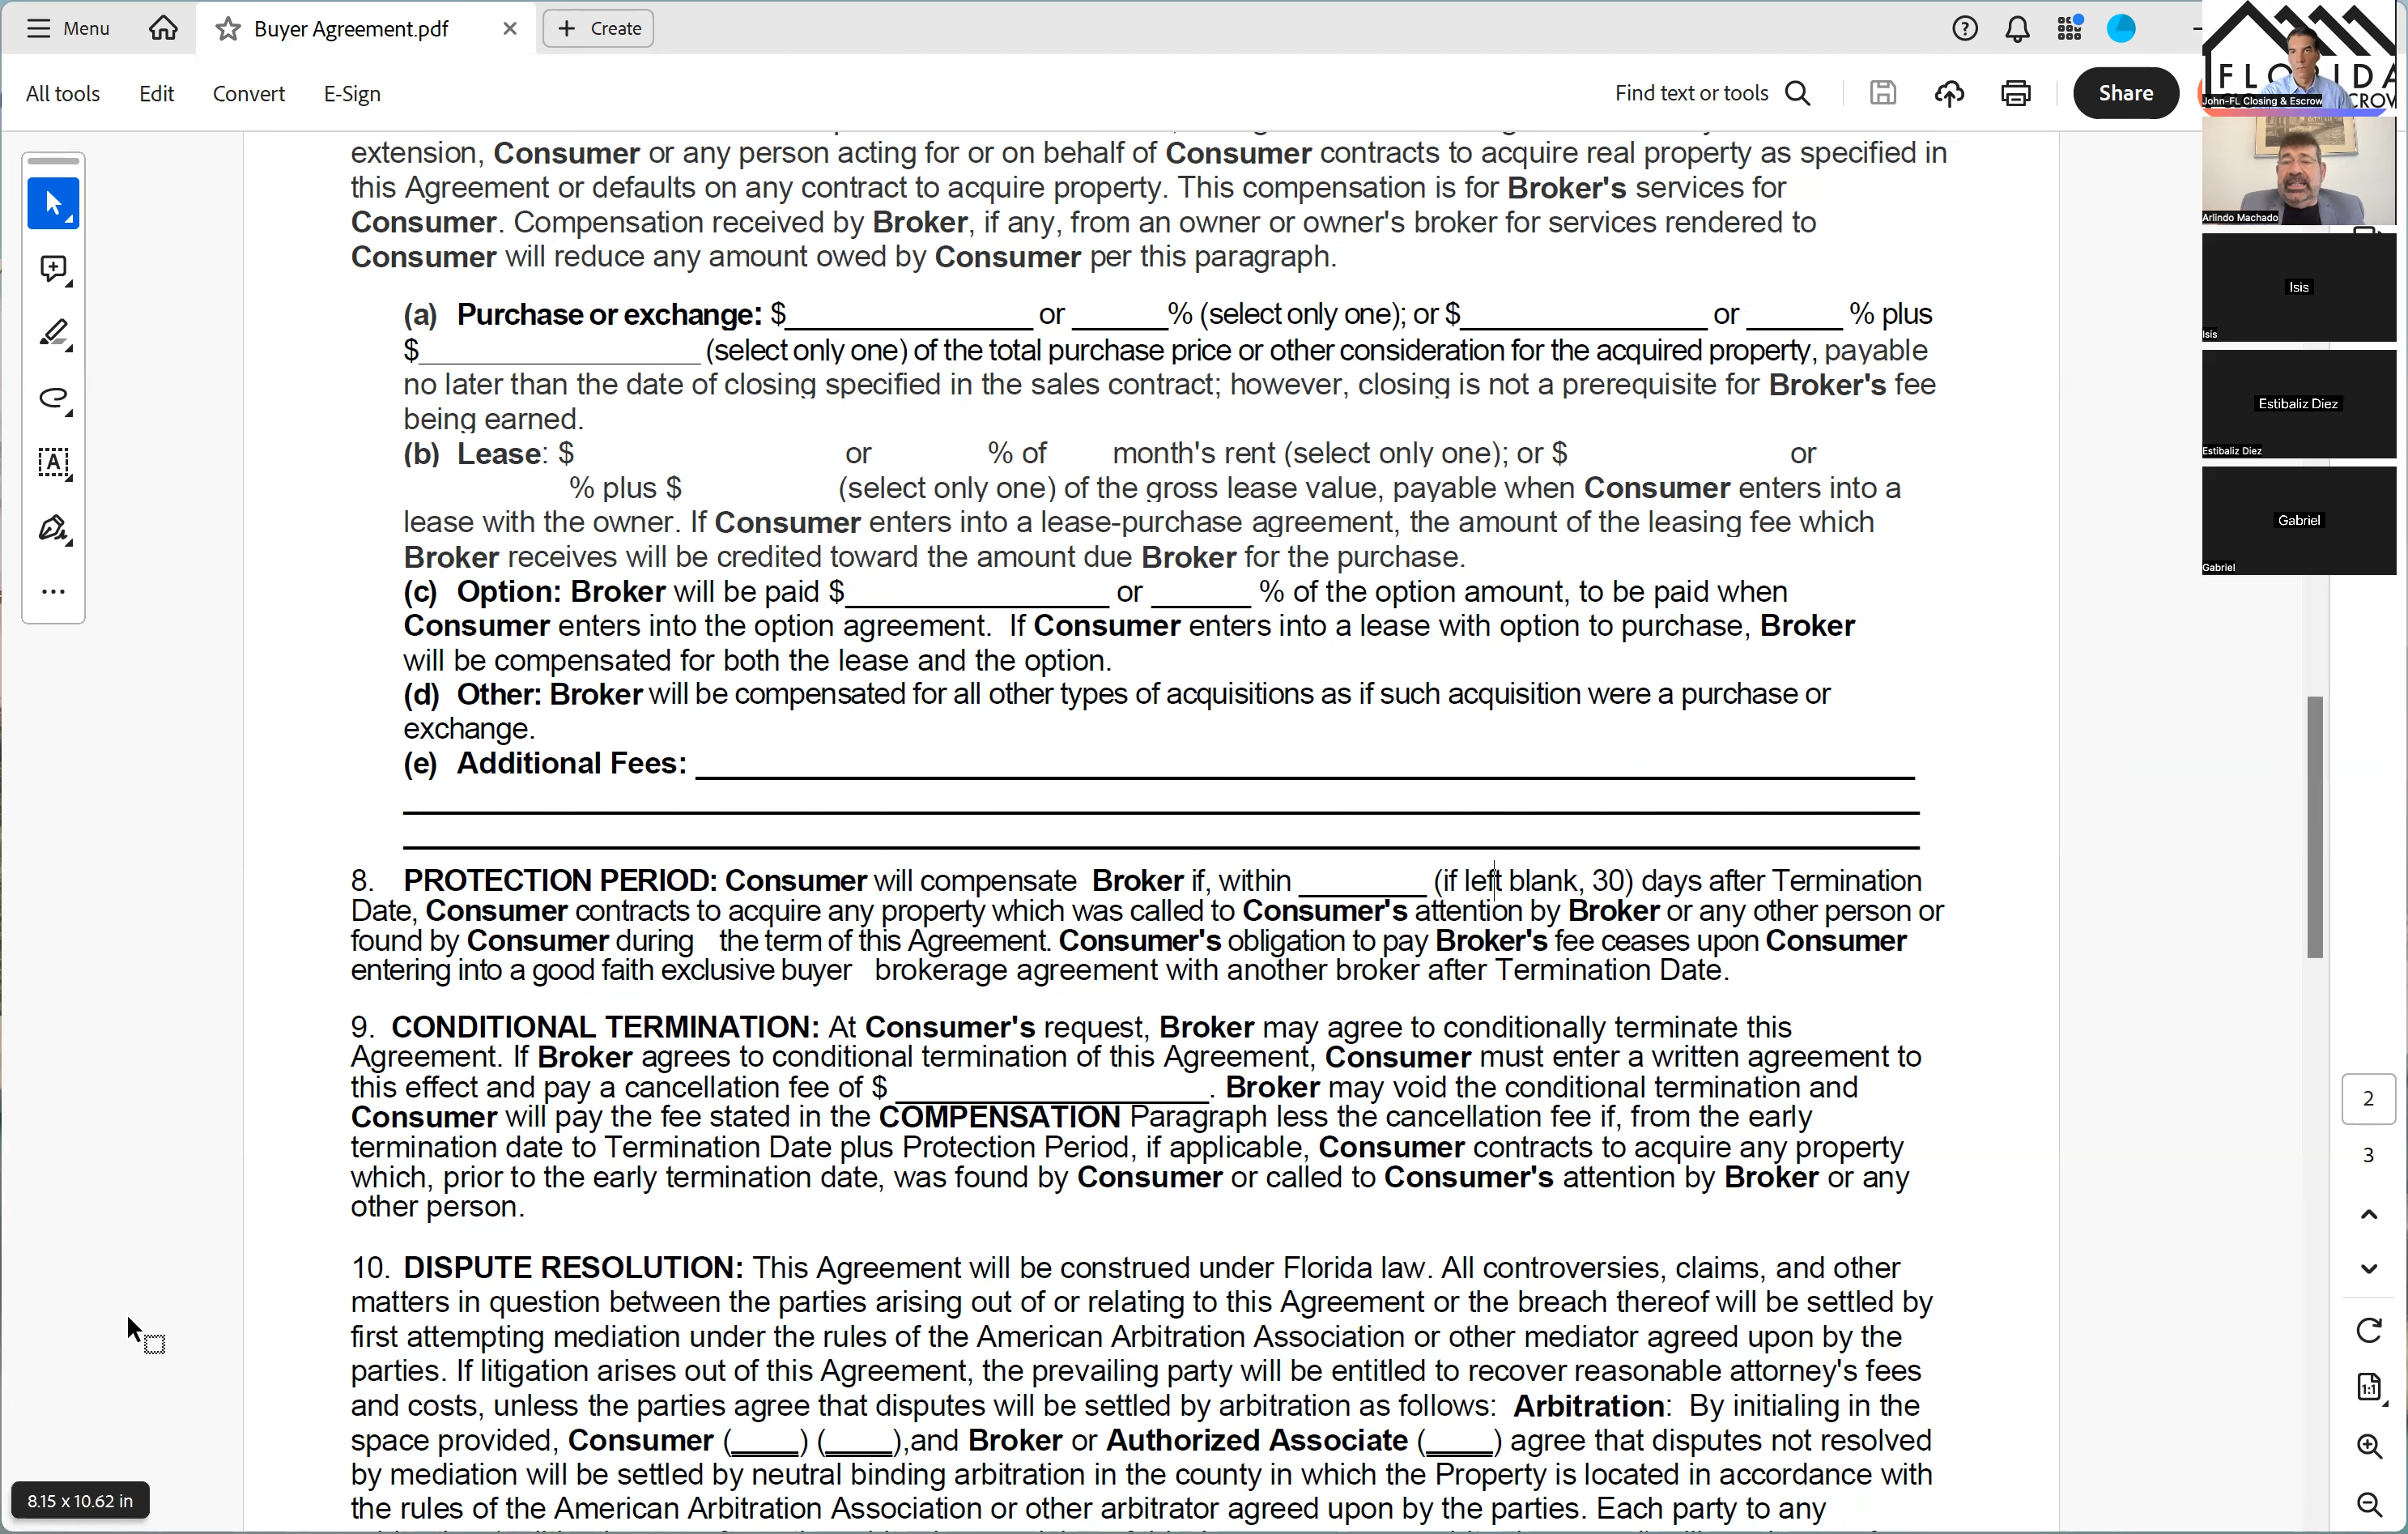 Menu
Buyer Agreement.pdf
Create
All tools
Edit
Convert
E-Sign
Find text or tools
Share
FLORIDA
John-FL Closing & Escrow
Arlindo Machado
Isis
Isis
Estibaliz Diez
Estibaliz Diez
Gabriel
Gabriel
extension, Consumer or any person acting for or on behalf of Consumer contracts to acquire real property as specified in
this Agreement or defaults on any contract to acquire property. This compensation is for Broker's services for
Consumer. Compensation received by Broker, if any, from an owner or owner's broker for services rendered to
Consumer will reduce any amount owed by Consumer per this paragraph.
(a) Purchase or exchange: $_______________ or ______% (select only one); or $_______________ or ______ % plus
$_________________ (select only one) of the total purchase price or other consideration for the acquired property, payable
no later than the date of closing specified in the sales contract; however, closing is not a prerequisite for Broker's fee
being earned.
(b) Lease: $ or % of month's rent (select only one); or $ or
% plus $ (select only one) of the gross lease value, payable when Consumer enters into a
lease with the owner. If Consumer enters into a lease-purchase agreement, the amount of the leasing fee which
Broker receives will be credited toward the amount due Broker for the purchase.
(c) Option: Broker will be paid $________________ or ______ % of the option amount, to be paid when
Consumer enters into the option agreement. If Consumer enters into a lease with option to purchase, Broker
will be compensated for both the lease and the option.
(d) Other: Broker will be compensated for all other types of acquisitions as if such acquisition were a purchase or
exchange.
(e) Additional Fees: ____________________
8. PROTECTION PERIOD: Consumer will compensate Broker if, within ________ (if left blank, 30) days after Termination
Date, Consumer contracts to acquire any property which was called to Consumer's attention by Broker or any other person or
found by Consumer during the term of this Agreement. Consumer's obligation to pay Broker's fee ceases upon Consumer
entering into a good faith exclusive buyer brokerage agreement with another broker after Termination Date.
9. CONDITIONAL TERMINATION: At Consumer's request, Broker may agree to conditionally terminate this
Agreement. If Broker agrees to conditional termination of this Agreement, Consumer must enter a written agreement to
this effect and pay a cancellation fee of $ ___________________. Broker may void the conditional termination and
Consumer will pay the fee stated in the COMPENSATION Paragraph less the cancellation fee if, from the early
termination date to Termination Date plus Protection Period, if applicable, Consumer contracts to acquire any property
which, prior to the early termination date, was found by Consumer or called to Consumer's attention by Broker or any
other person.
10. DISPUTE RESOLUTION: This Agreement will be construed under Florida law. All controversies, claims, and other
matters in question between the parties arising out of or relating to this Agreement or the breach thereof will be settled by
first attempting mediation under the rules of the American Arbitration Association or other mediator agreed upon by the
parties. If litigation arises out of this Agreement, the prevailing party will be entitled to recover reasonable attorney's fees
and costs, unless the parties agree that disputes will be settled by arbitration as follows: Arbitration: By initialing in the
space provided, Consumer (____) (____),and Broker or Authorized Associate (____) agree that disputes not resolved
by mediation will be settled by neutral binding arbitration in the county in which the Property is located in accordance with
the rules of the American Arbitration Association or other arbitrator agreed upon by the parties. Each party to any
2
3
1:1
8.15 x 10.62 in